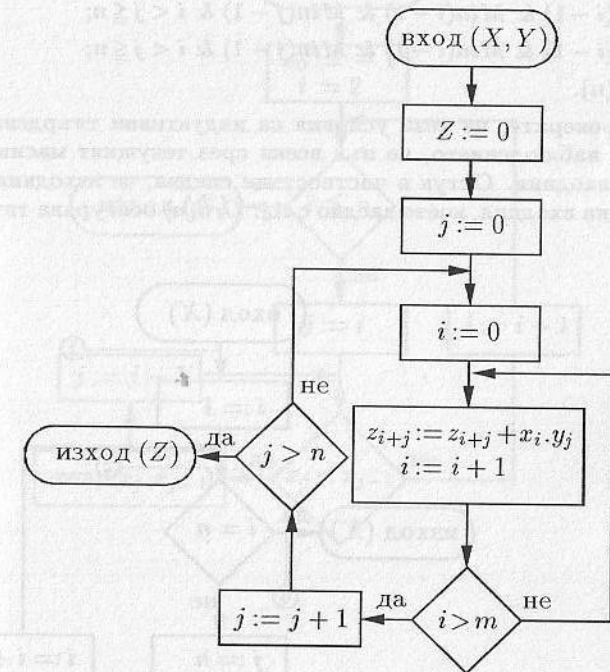 вход (X, Y)
Z := 0
j := 0
i := 0
не
z_{i+j} := z_{i+j} + x_i . y_j
i := i + 1
изход (Z)
да
j > n
j := j + 1
да
i > m
не